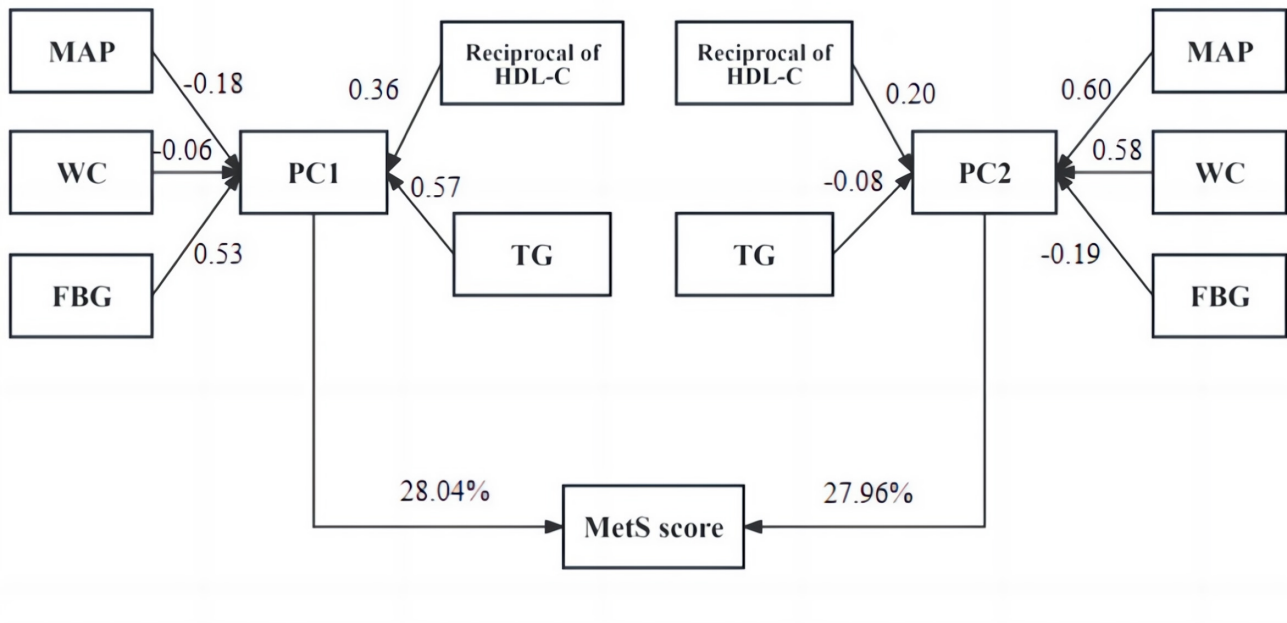 MAP
Reciprocal of
HDL-C
Reciprocal of
HDL-C
MAP
-0.18
0.36
0.20
0.60
WC
-0.06
PC1
PC2
0.58
WC
0.57
-0.08
FBG
0.53
TG
TG
-0.19
FBG
28.04%
27.96%
MetS score